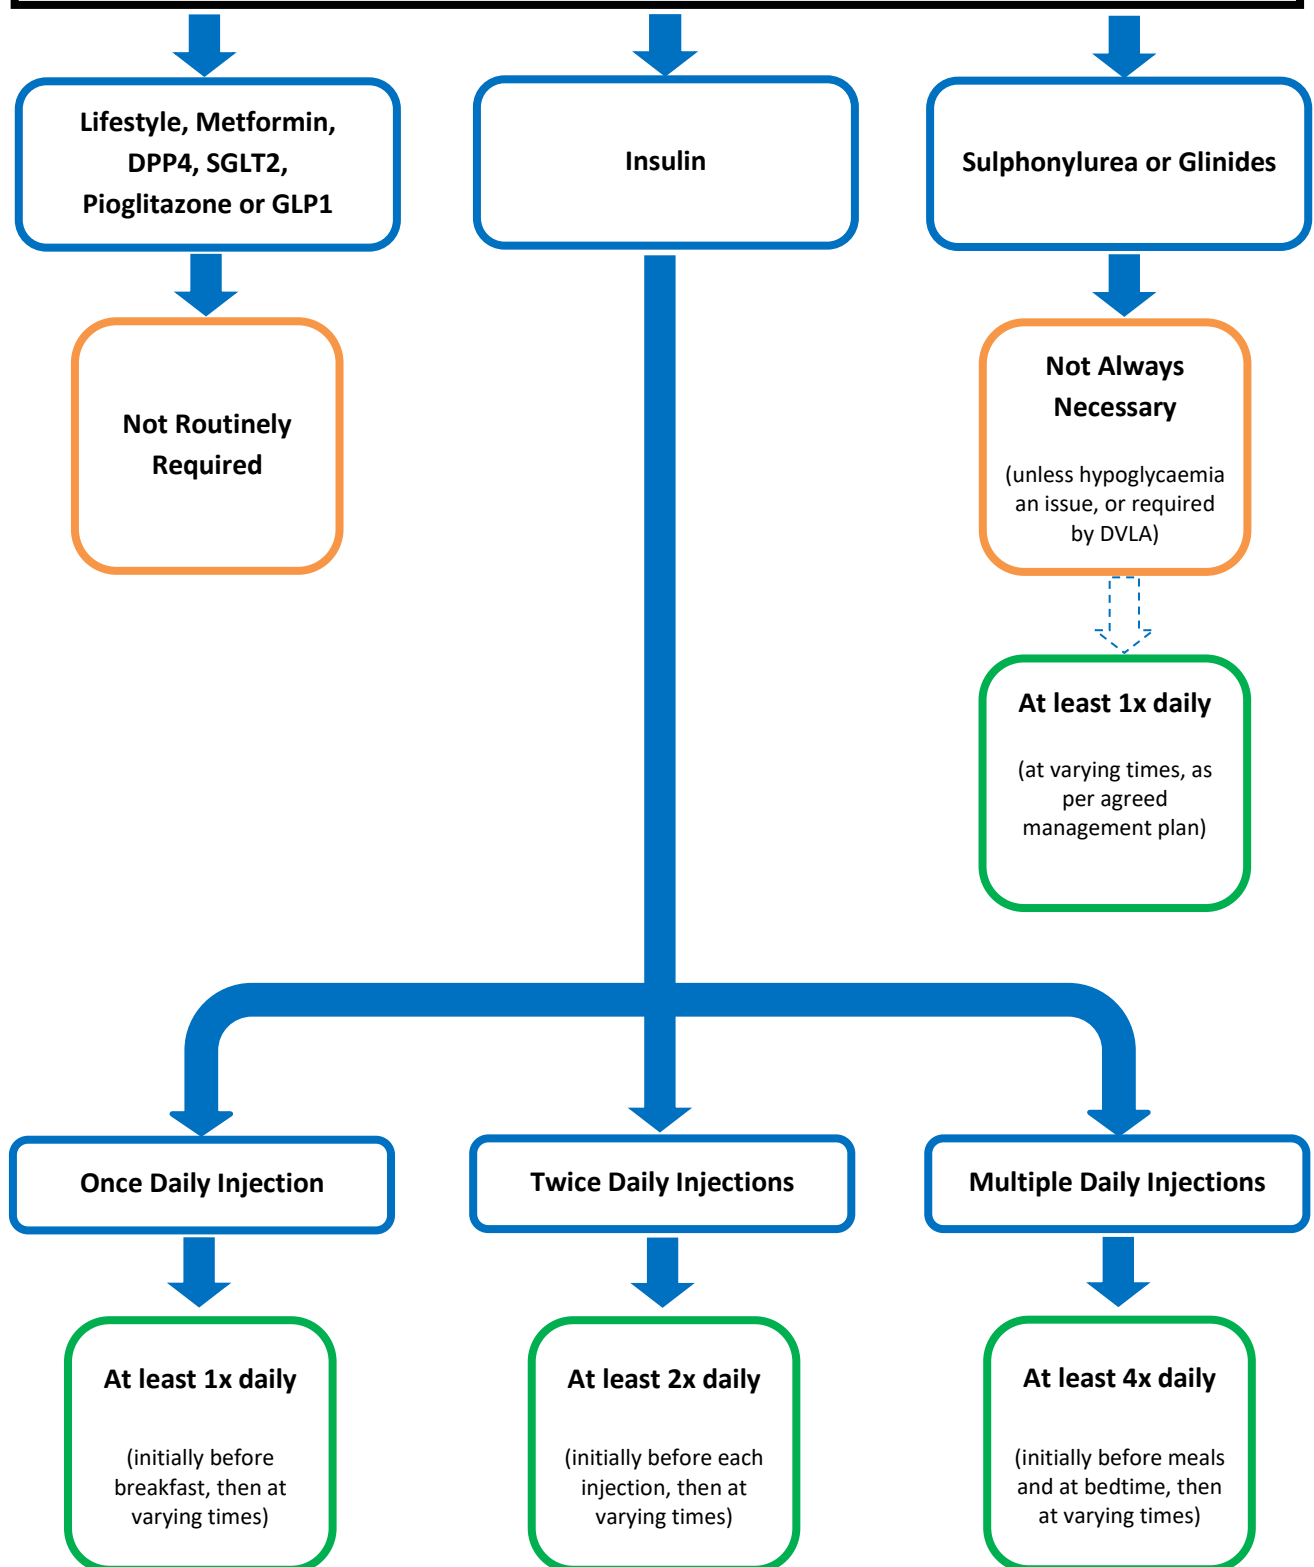 Lifestyle, Metformin,
DPP4, SGLT2,
Pioglitazone or GLP1
Insulin
Sulphonylurea or Glinides
Not Routinely
Required
Not Always
Necessary
(unless hypoglycaemia
an issue, or required
by DVLA)
At least 1x daily
(at varying times, as
per agreed
management plan)
Once Daily Injection
Twice Daily Injections
Multiple Daily Injections
At least 1x daily
(initially before
breakfast, then at
varying times)
At least 2x daily
(initially before each
injection, then at
varying times)
At least 4x daily
(initially before meals
and at bedtime, then
at varying times)